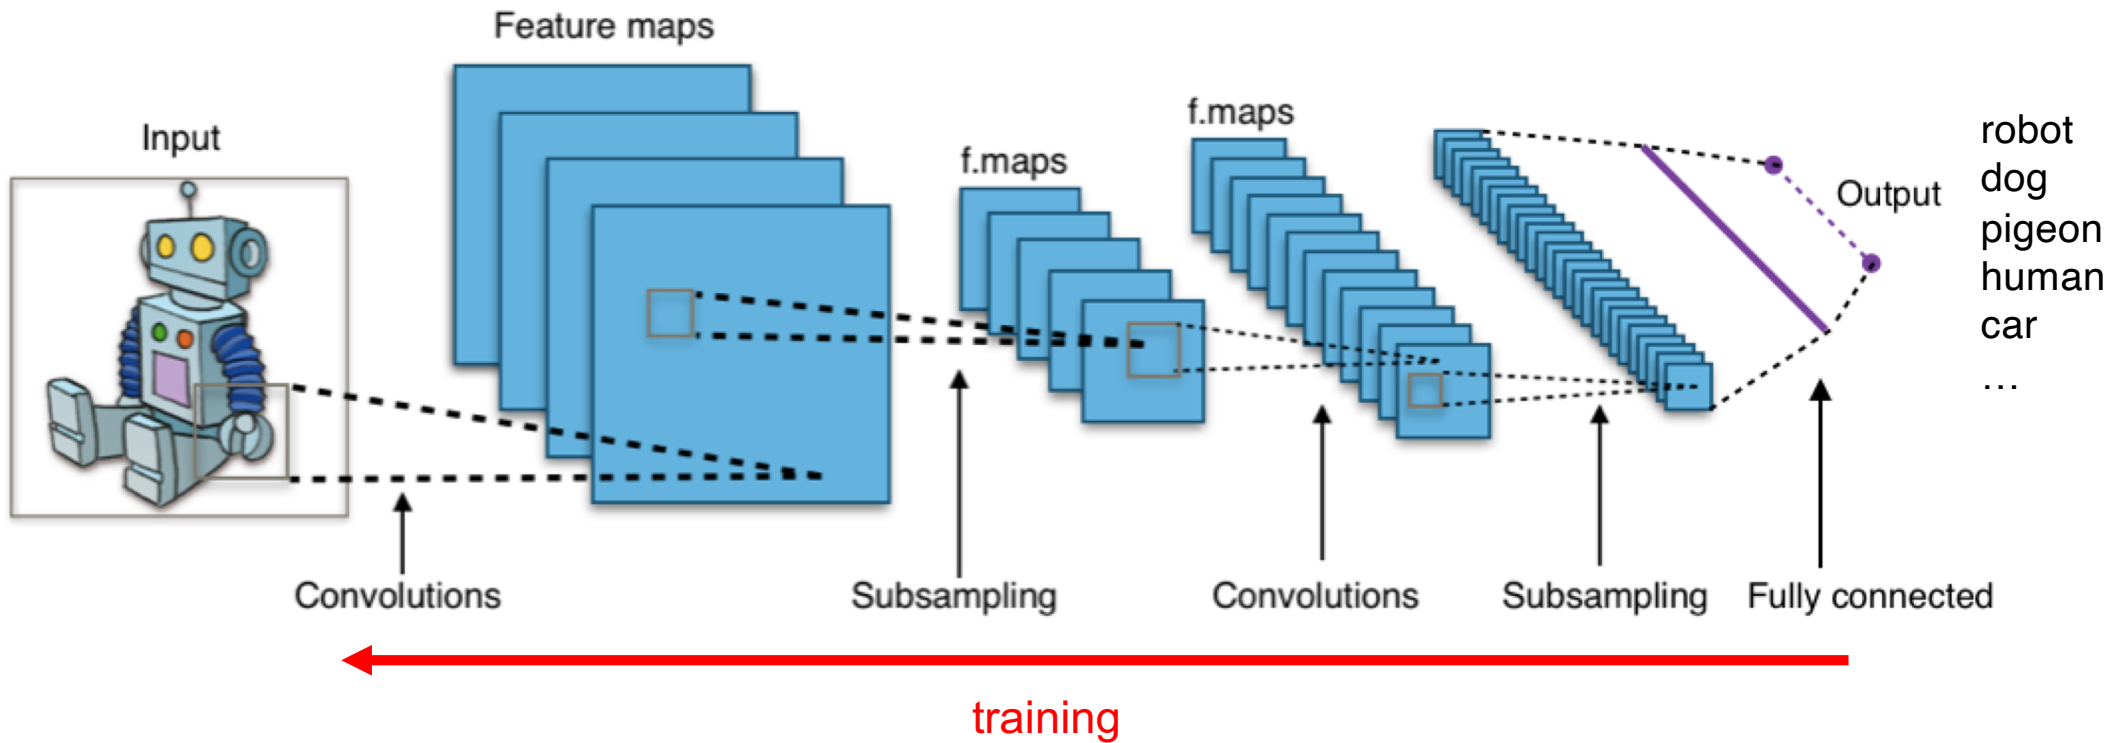 Feature maps
Input
f.maps
f.maps
Output
robot
dog
pigeon
human
car
…
Convolutions
Subsampling
Convolutions
Subsampling
Fully connected
training